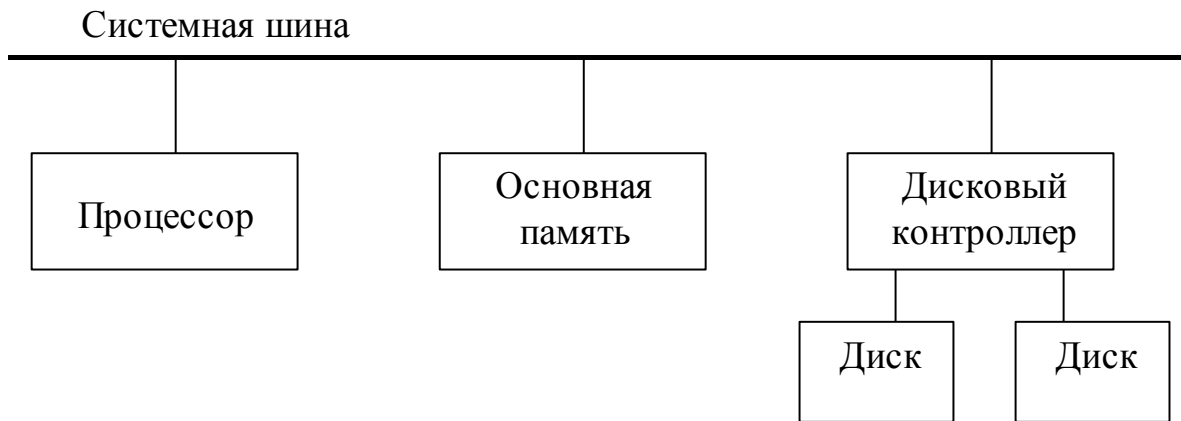 Системная шина
Процессор
Основная
память
Дисковый
контроллер
Диск
Диск